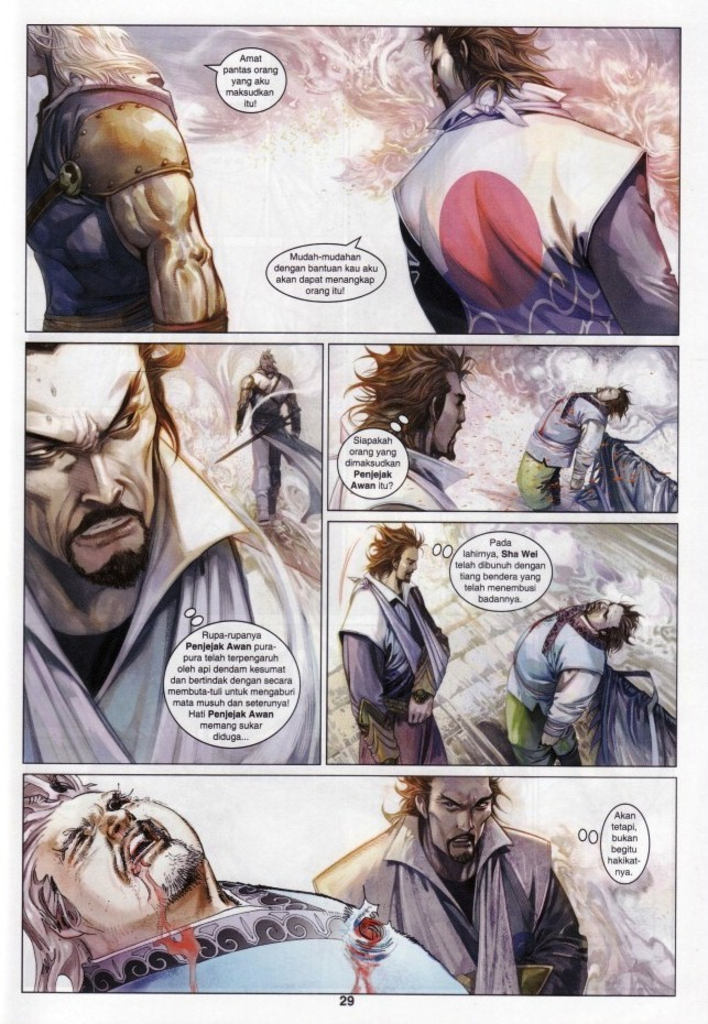 Amat
pantas orang
yang aku
maksudkan
itu!
Mudah-mudahan
dengan bantuan kau aku
akan dapat menangkap
orang itu!
Rupa-rupanya
Penjejak Awan pura-
pura telah terpengaruh
oleh api dendam kesumat
dan bertindak dengan secara
membuta-tuli untuk mengaburi
mata musuh dan seterunya!
Hati Penjejak Awan
memang sukar
diduga...
Siapakah
orang yang
dimaksudkan
Penjejak
Awan itu?
Pada
lahirnya, Sha Wei
telah dibunuh dengan
tiang bendera yang
telah menembusi
badannya.
Akan
tetapi,
bukan
begitu
hakikat-
nya.
29